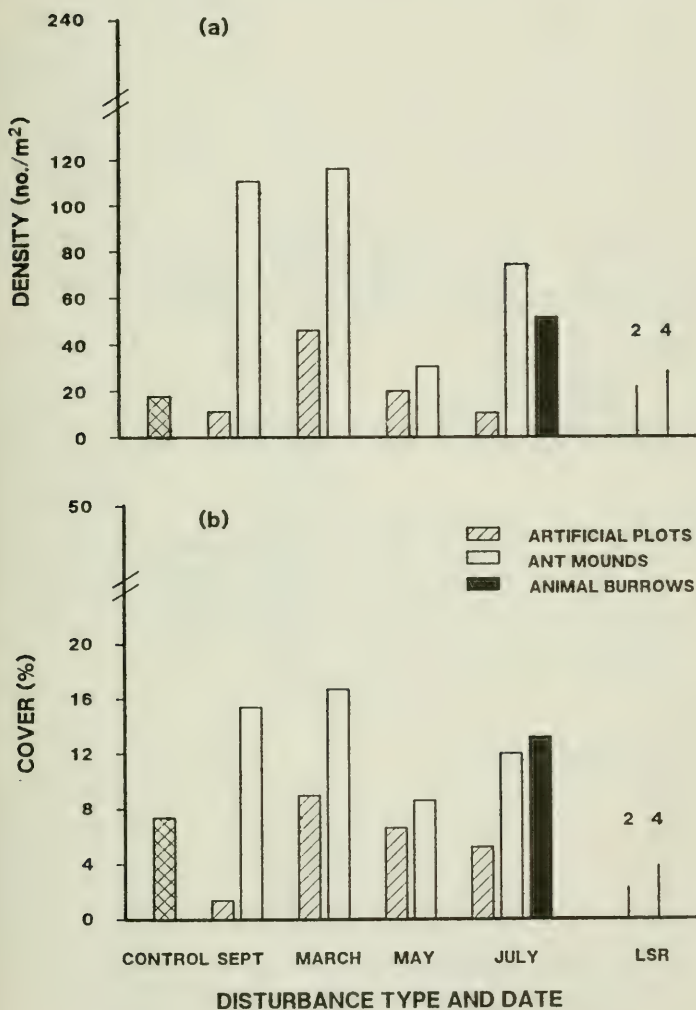 240
(a)
120
100
80
60
40
20
0
DENSITY (no./m²)
2 4
50
(b)
ARTIFICIAL PLOTS
ANT MOUNDS
ANIMAL BURROWS
20
16
12
8
4
0
COVER (%)
2 4
CONTROL SEPT MARCH MAY JULY LSR
DISTURBANCE TYPE AND DATE